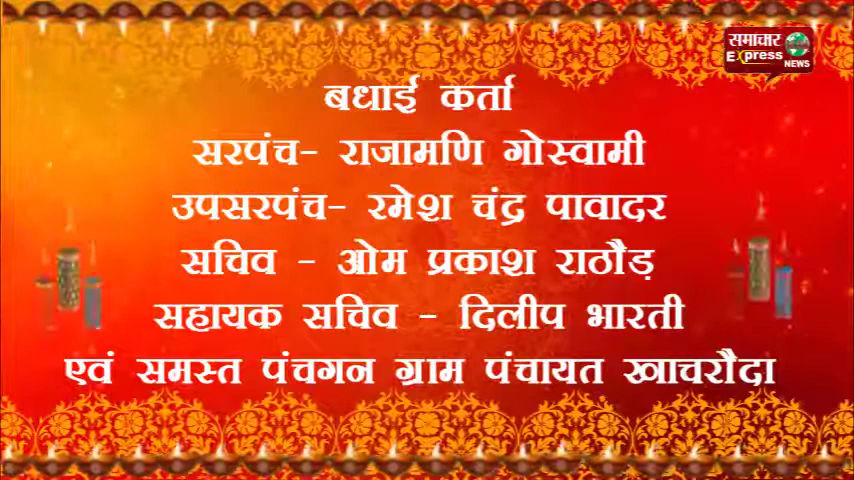 समाचार
Express
NEWS
बधाई कर्ता
सरपंच- राजामणि गोस्वामी
उपसरपंच- रमेश चंद्र पावादर
सचिव - ओम प्रकाश राठौड़
सहायक सचिव - दिलीप भारती
एवं समस्त पंचगन ग्राम पंचायत खाचरौदा